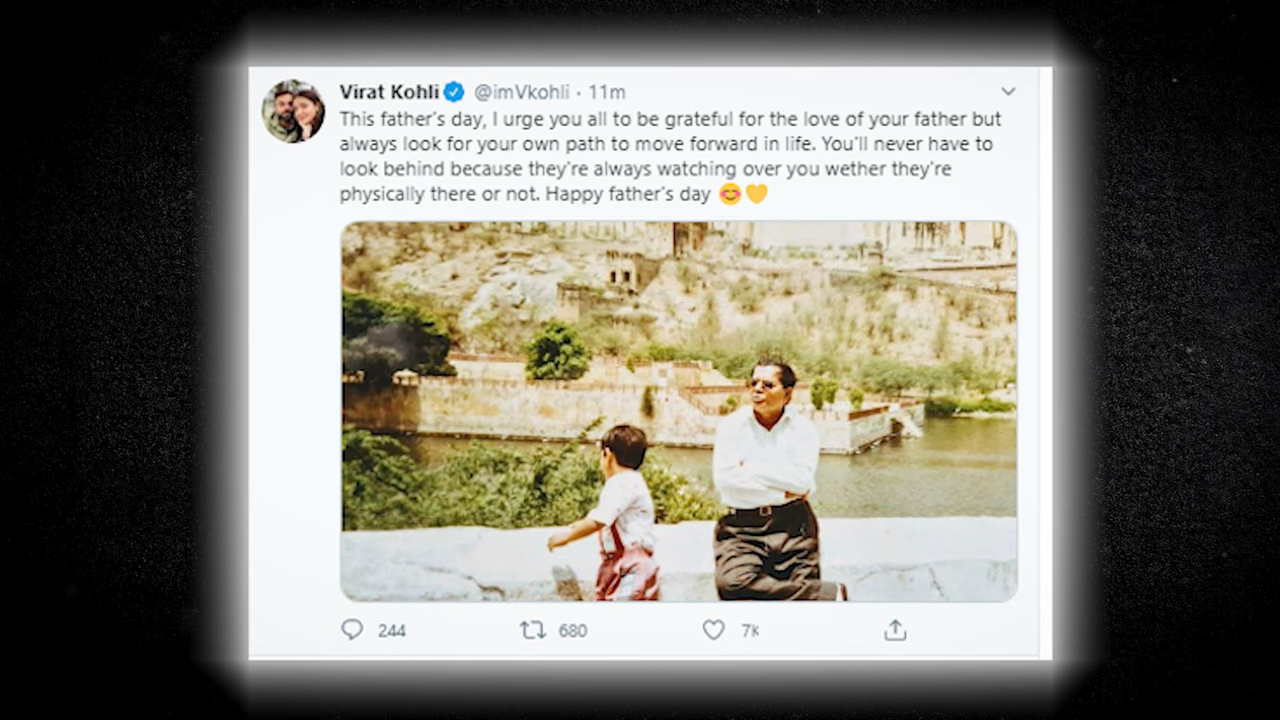 Virat Kohli @imVkohli · 11m
This father's day, I urge you all to be grateful for the love of your father but
always look for your own path to move forward in life. You'll never have to
look behind because they're always watching over you wether they're
physically there or not. Happy father's day 😊💛
244 680 7K